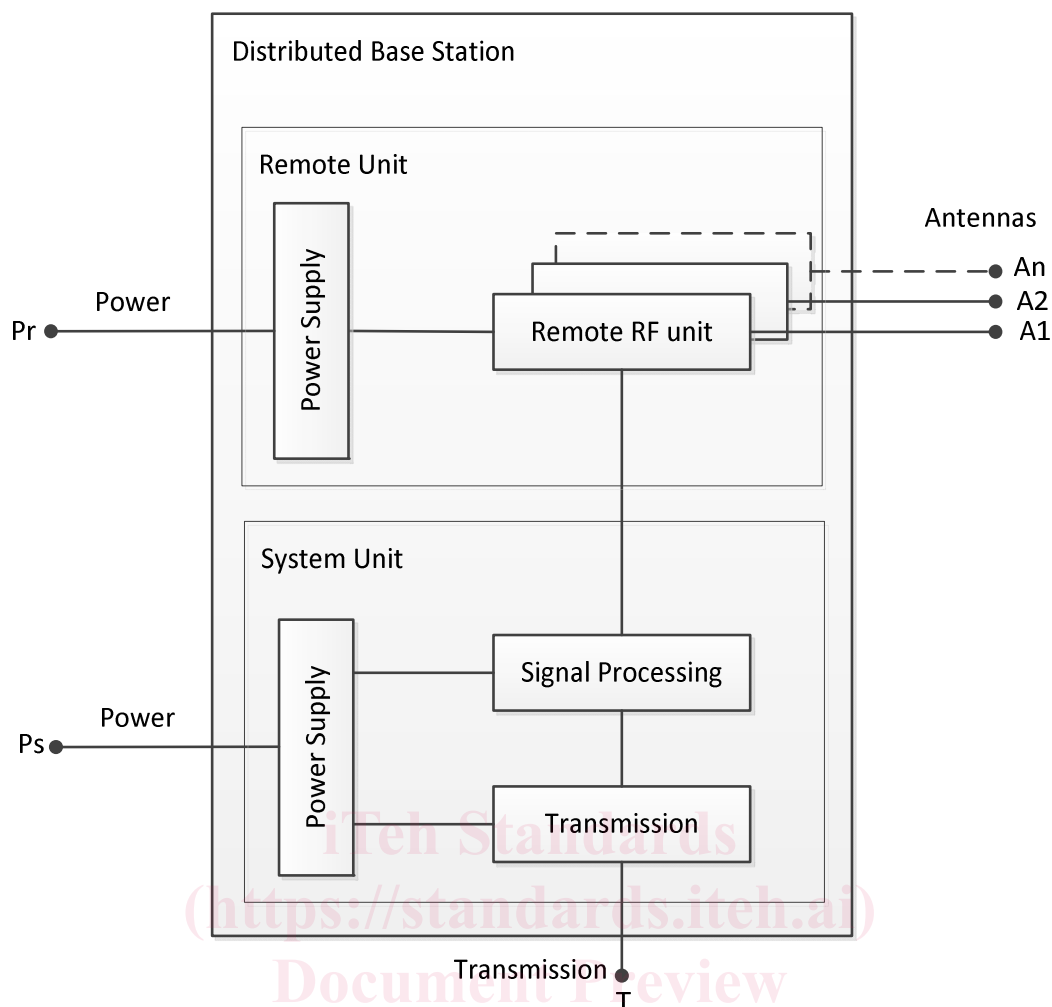 Distributed Base Station
Remote Unit
Antennas
Power Supply
An
Power
A2
Pr
Remote RF unit
A1
System Unit
Power Supply
Signal Processing
Power
Ps
Transmission
iTeh Standards
(https://standards.iteh.ai)
Document Preview
Transmission
T